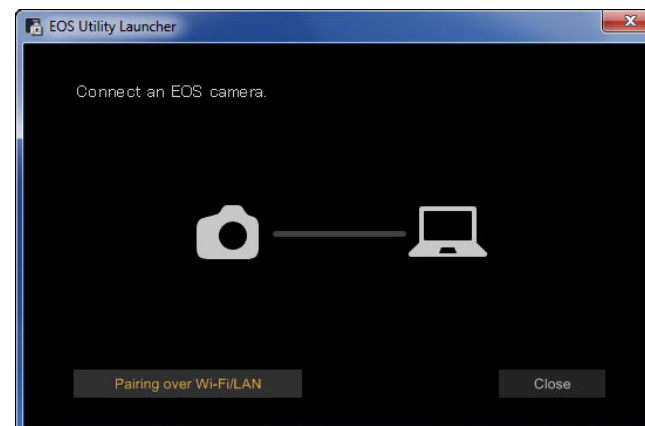 EOS Utility Launcher
Connect an EOS camera.
Pairing over Wi-Fi/LAN
Close